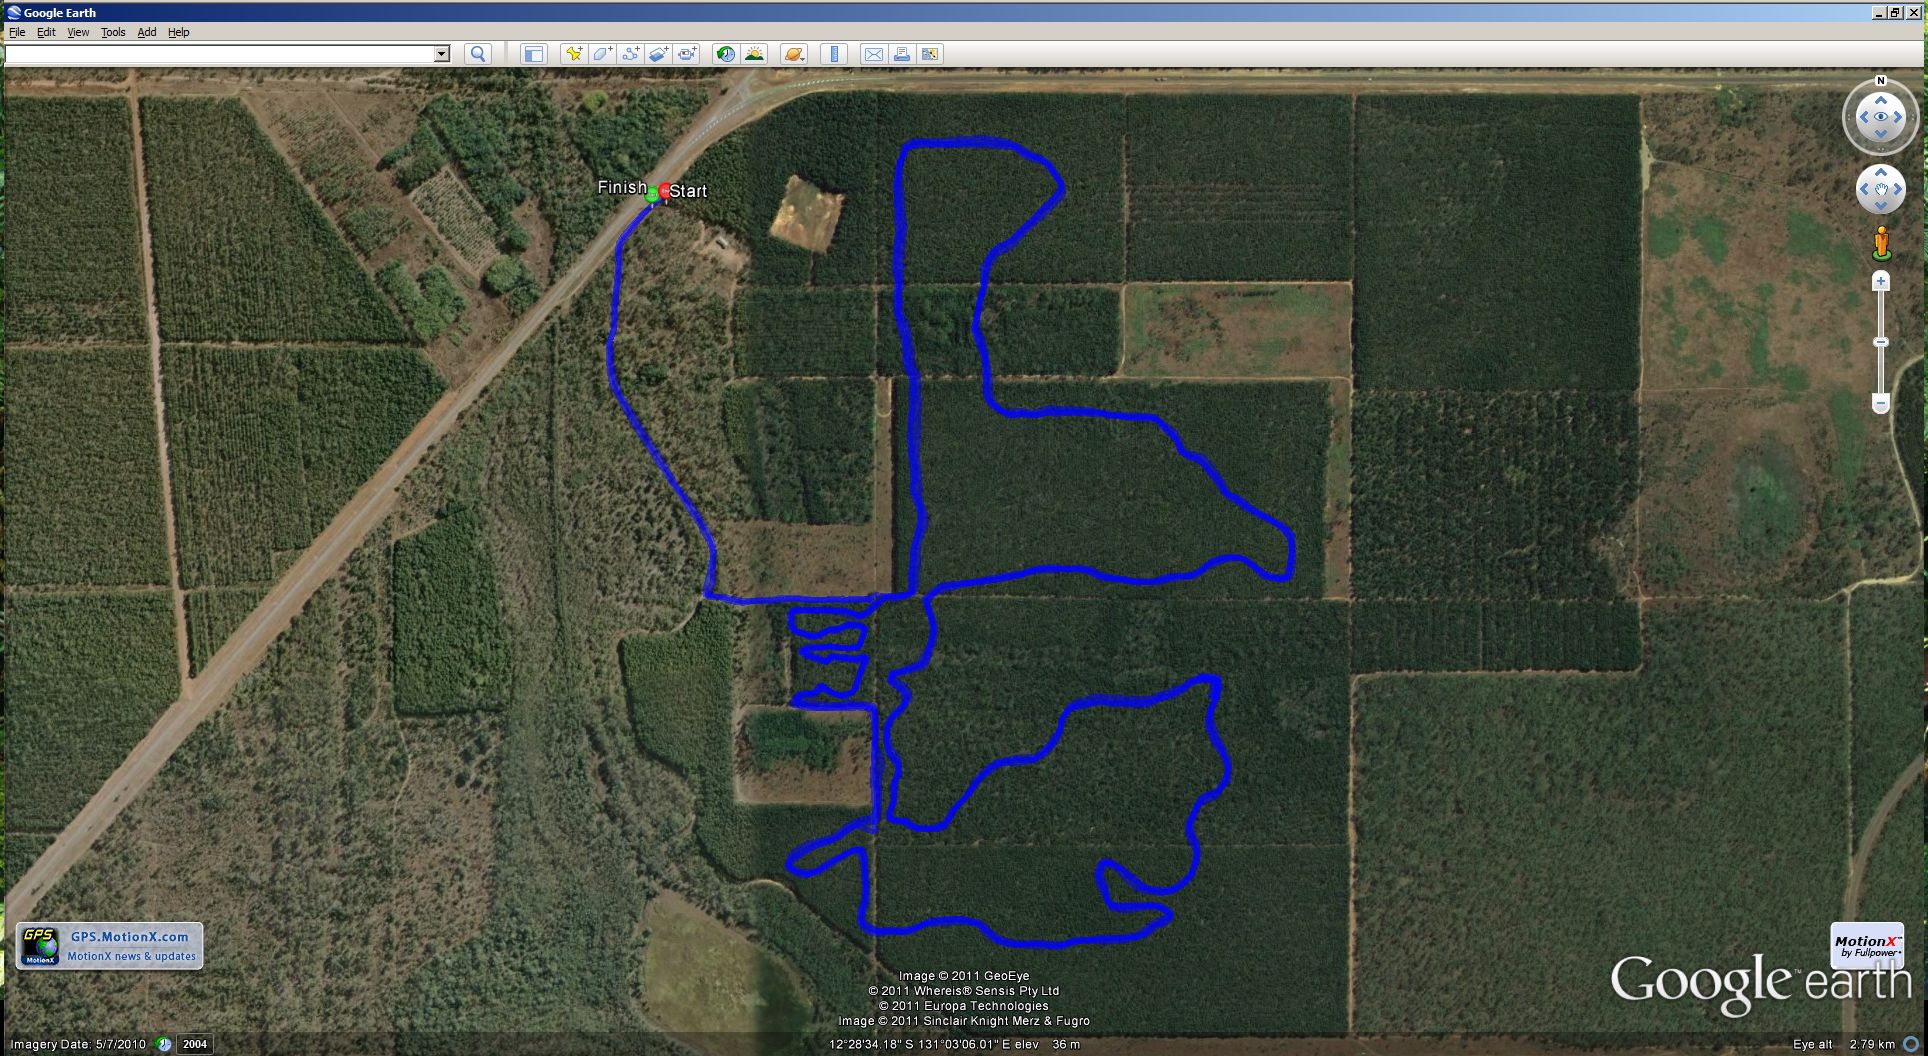 Google Earth
File Edit View Tools Add Help
N
Finish Start
GPS
MotionX
GPS.MotionX.com
MotionX news & updates
MotionX™
by Fullpower®
Google™ earth
Image © 2011 GeoEye
© 2011 Whereis® Sensis Pty Ltd
© 2011 Europa Technologies
Image © 2011 Sinclair Knight Merz & Fugro
Imagery Date: 5/7/2010 2004 12°28'34.18" S 131°03'06.01" E elev 36 m Eye alt 2.79 km